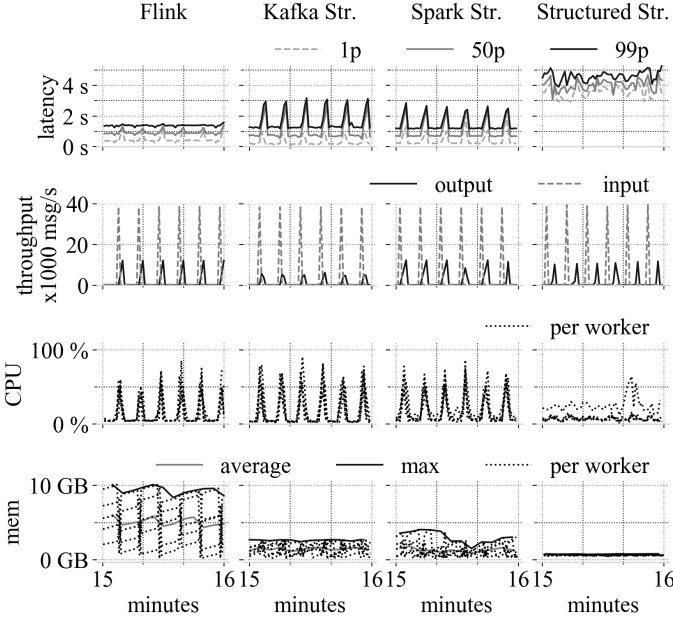 Flink Kafka Str. Spark Str. Structured Str.
1p 50p 99p
latency
4 s
2 s
0 s
output input
throughput
x1000 msg/s
40
20
0
per worker
CPU
100 %
0 %
average max per worker
mem
10 GB
0 GB
15 16 15 16 15 16 15 16
minutes minutes minutes minutes